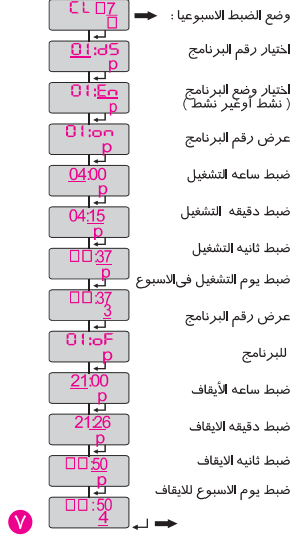 وضع الضبط الاسبوعيا :
CL 07
0
اختيار رقم البرنامج
01:dS
p
اختيار وضع البرنامج
( نشط أوغير نشط )
01:En
p
عرض رقم البرنامج
01:on
p
ضبط ساعه التشغيل
04:00
p
ضبط دقيقه التشغيل
04:15
p
ضبط ثانيه التشغيل
00:37
p
ضبط يوم التشغيل فى الاسبوع
00:37
3
عرض رقم البرنامج
للبرنامج
01:oF
p
ضبط ساعه الأيقاف
21:00
p
ضبط دقيقه الايقاف
21:26
p
ضبط ثانيه الايقاف
00:50
p
ضبط يوم الاسبوع للايقاف
00:50
4
٧